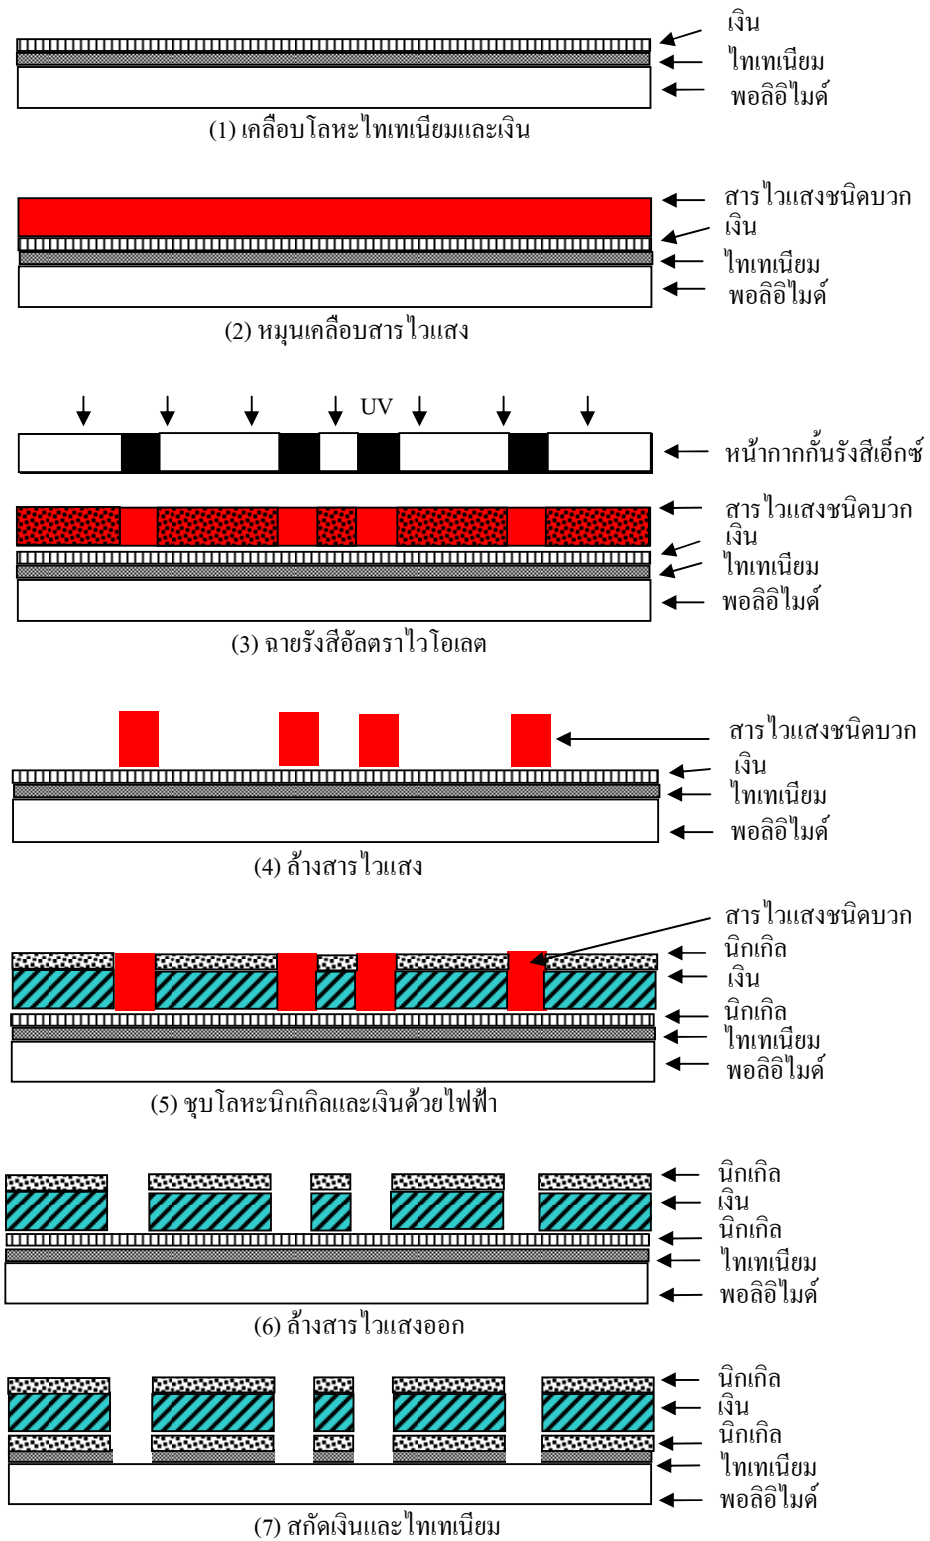 เงิน
ไทเทเนียม
พอลิอิไมด์
(1) เคลือบโลหะไทเทเนียมและเงิน
สารไวแสงชนิดบวก
เงิน
ไทเทเนียม
พอลิอิไมด์
(2) หมุนเคลือบสารไวแสง
UV
หน้ากากกั้นรังสีเอ็กซ์
สารไวแสงชนิดบวก
เงิน
ไทเทเนียม
พอลิอิไมด์
(3) ฉายรังสีอัลตราไวโอเลต
สารไวแสงชนิดบวก
เงิน
ไทเทเนียม
พอลิอิไมด์
(4) ล้างสารไวแสง
สารไวแสงชนิดบวก
นิกเกิล
เงิน
นิกเกิล
ไทเทเนียม
พอลิอิไมด์
(5) ชุบโลหะนิกเกิลและเงินด้วยไฟฟ้า
นิกเกิล
เงิน
นิกเกิล
ไทเทเนียม
พอลิอิไมด์
(6) ล้างสารไวแสงออก
นิกเกิล
เงิน
นิกเกิล
ไทเทเนียม
พอลิอิไมด์
(7) สกัดเงินและไทเทเนียม